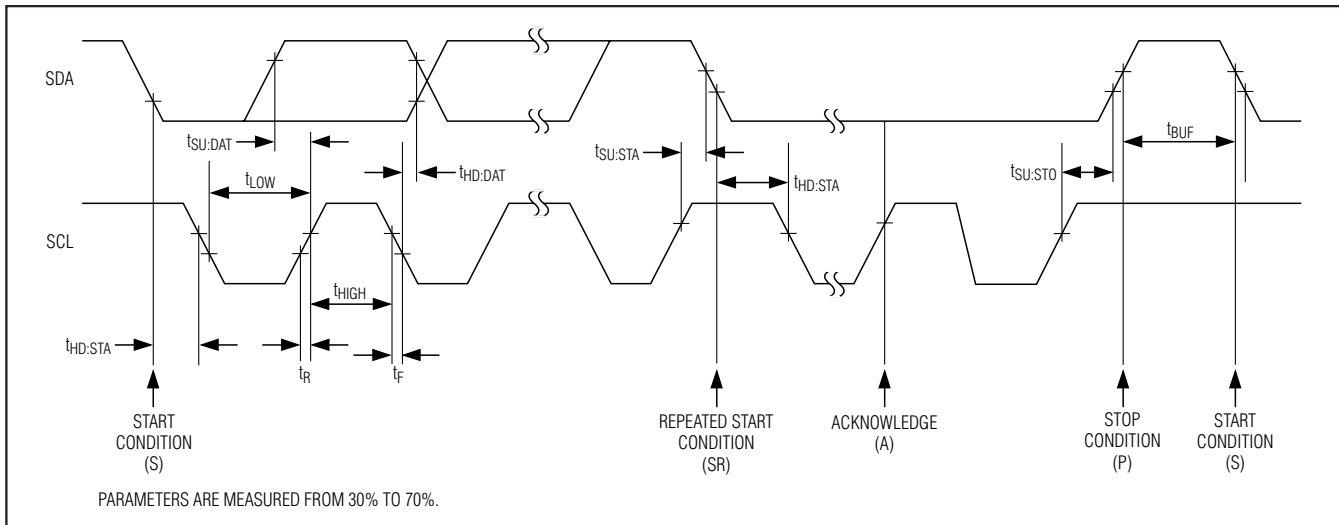 SDA
tSU:DAT
tLOW
tHD:DAT
tSU:STA
tHD:STA
tBUF
tSU:STO
SCL
tHIGH
tHD:STA
tR
tF
START
CONDITION
(S)
REPEATED START
CONDITION
(SR)
ACKNOWLEDGE
(A)
STOP
CONDITION
(P)
START
CONDITION
(S)
PARAMETERS ARE MEASURED FROM 30% TO 70%.